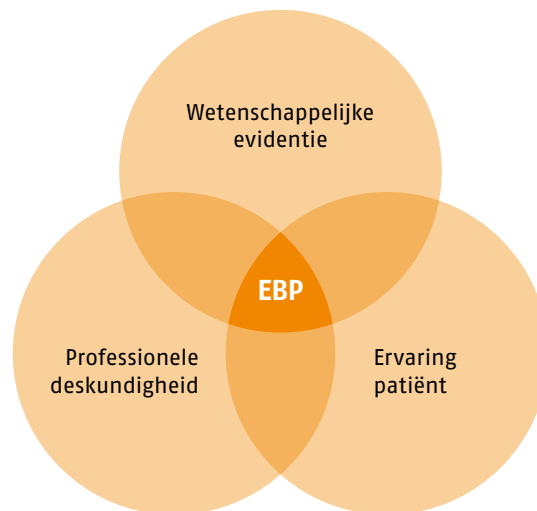 Wetenschappelijke
evidentie
EBP
Professionele
deskundigheid
Ervaring
patiënt